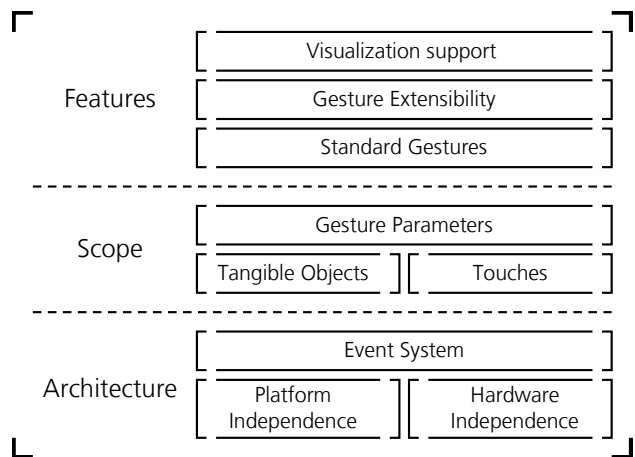 Visualization support
Features
Gesture Extensibility
Standard Gestures
Gesture Parameters
Scope
Tangible Objects
Touches
Event System
Architecture
Platform
Independence
Hardware
Independence